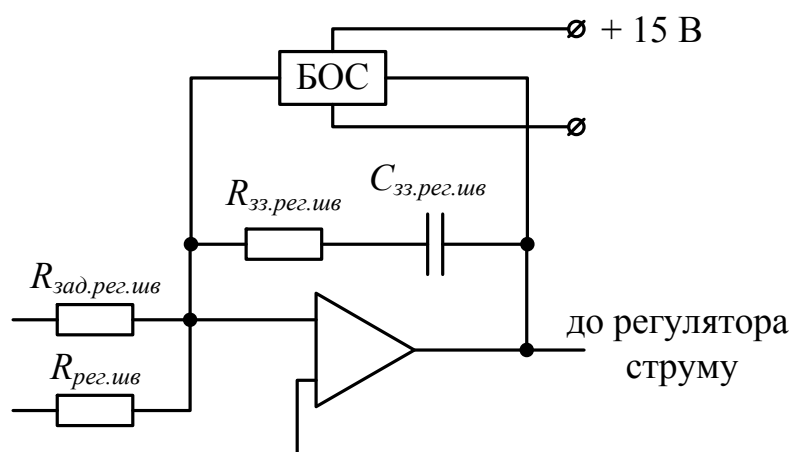 + 15 В
БОС
Rзз.рег.шв
Cзз.рег.шв
Rзад.рег.шв
Rрег.шв
до регулятора
струму